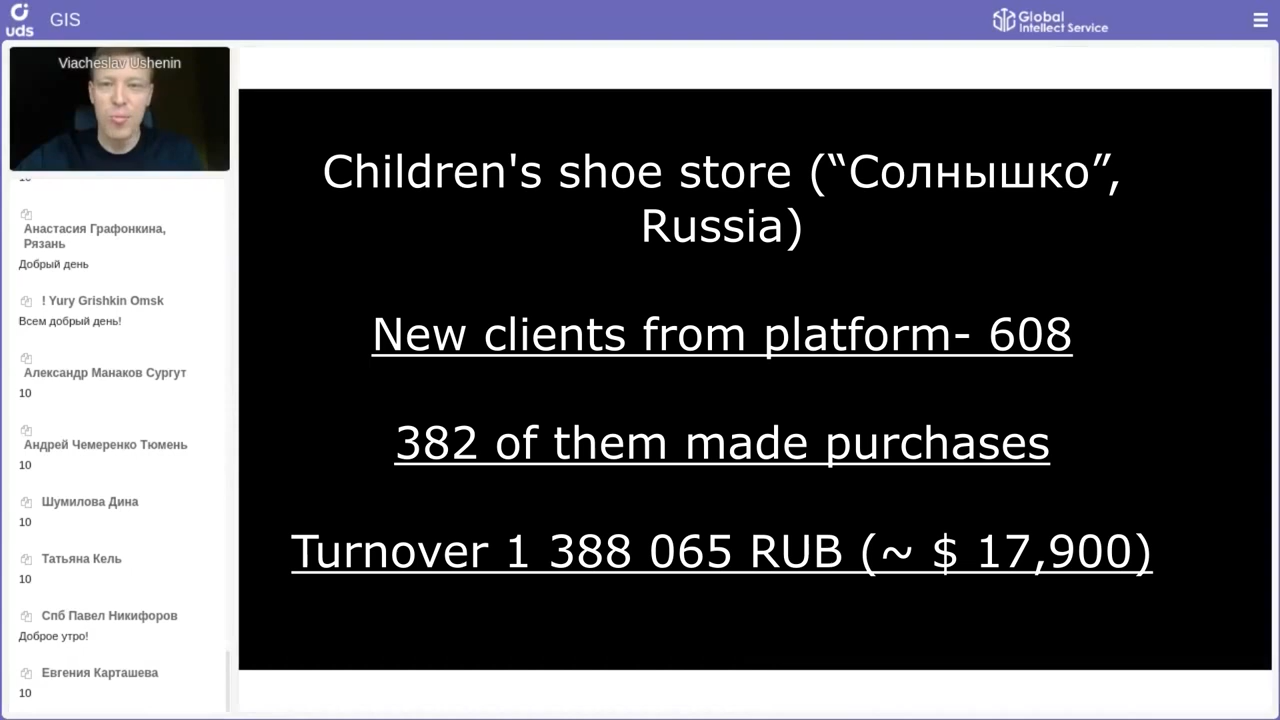 uds
GIS
Global
Intellect Service
Viacheslav Ushenin
10
Анастасия Графонкина,
Рязань
Добрый день
! Yury Grishkin Omsk
Всем добрый день!
Александр Манаков Сургут
10
Андрей Чемеренко Тюмень
10
Шумилова Дина
10
Татьяна Кель
10
Спб Павел Никифоров
Доброе утро!
Евгения Карташева
10
Children's shoe store (“Солнышко”,
Russia)
New clients from platform- 608
382 of them made purchases
Turnover 1 388 065 RUB (~ $ 17,900)